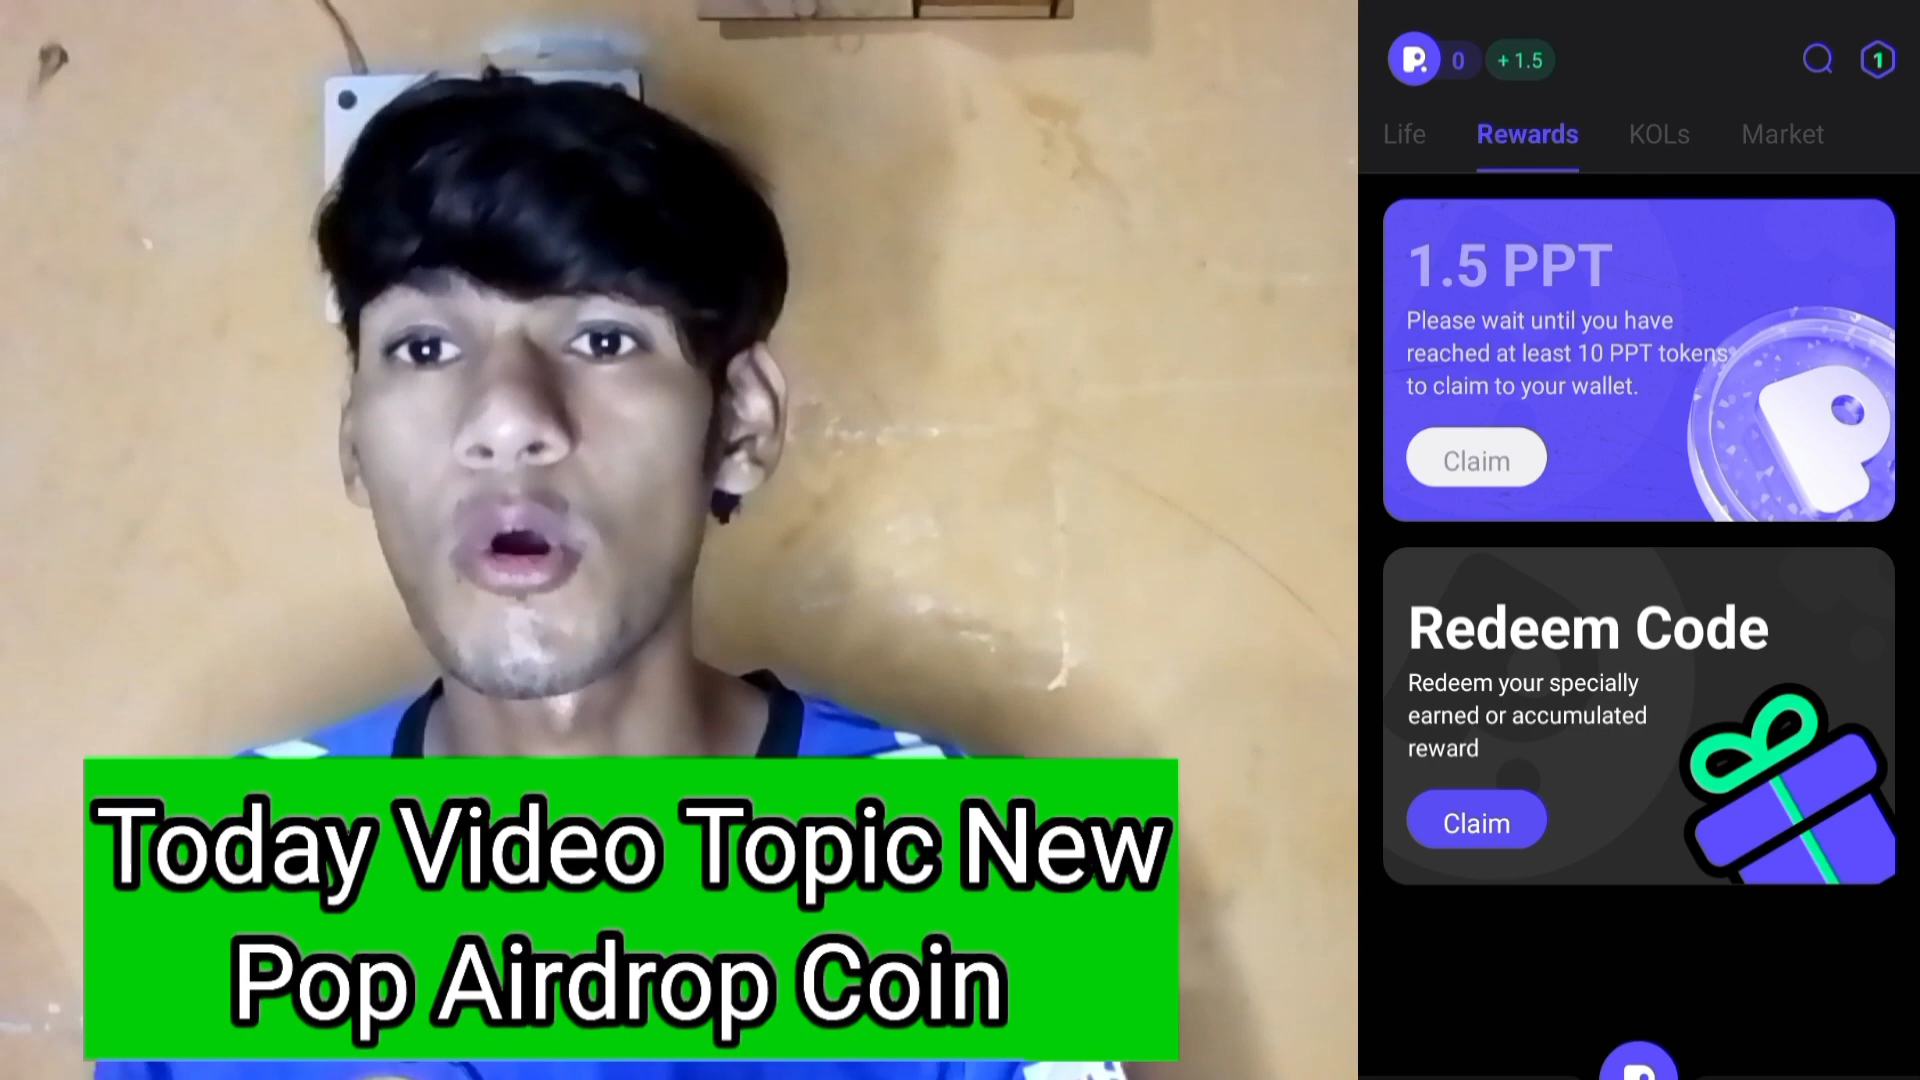 Today Video Topic New
Pop Airdrop Coin
P. 0 + 1.5 1
Life Rewards KOLs Market
1.5 PPT
Please wait until you have
reached at least 10 PPT tokens
to claim to your wallet.
Claim
Redeem Code
Redeem your specially
earned or accumulated
reward
Claim